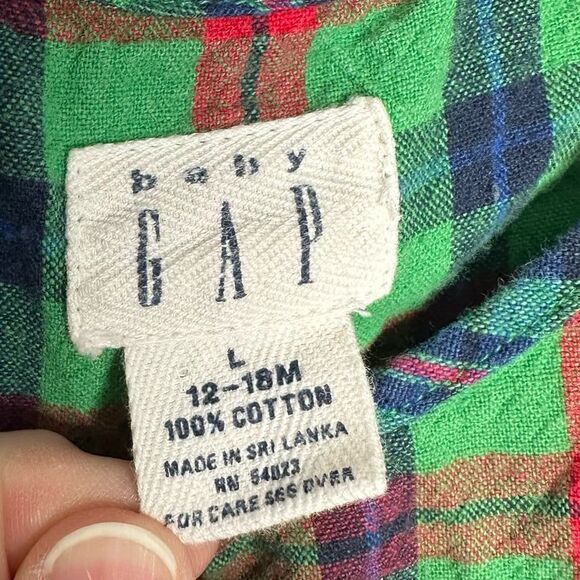 baby
GAP
L
12-18M
100% COTTON
MADE IN SRI LANKA
RN 54023
FOR CARE SEE OVER